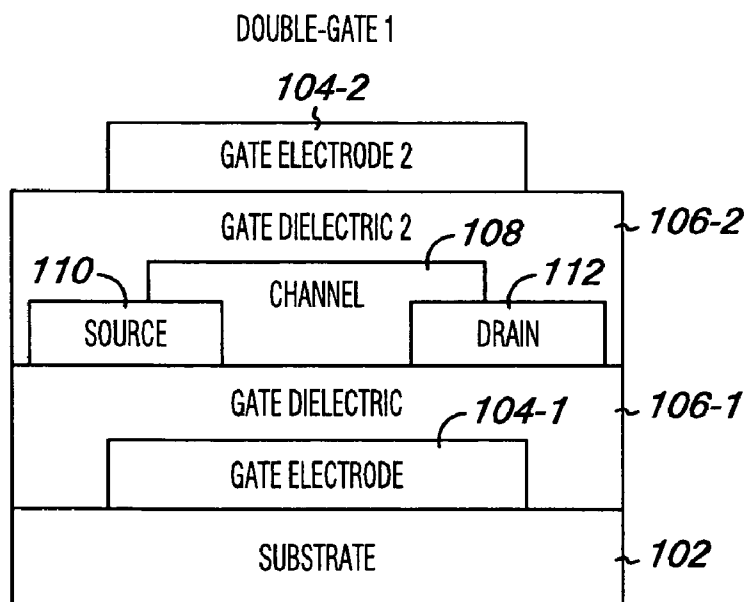 DOUBLE-GATE 1
104-2
GATE ELECTRODE 2
GATE DIELECTRIC 2
106-2
108
110
CHANNEL
112
SOURCE
DRAIN
GATE DIELECTRIC
106-1
104-1
GATE ELECTRODE
SUBSTRATE
102